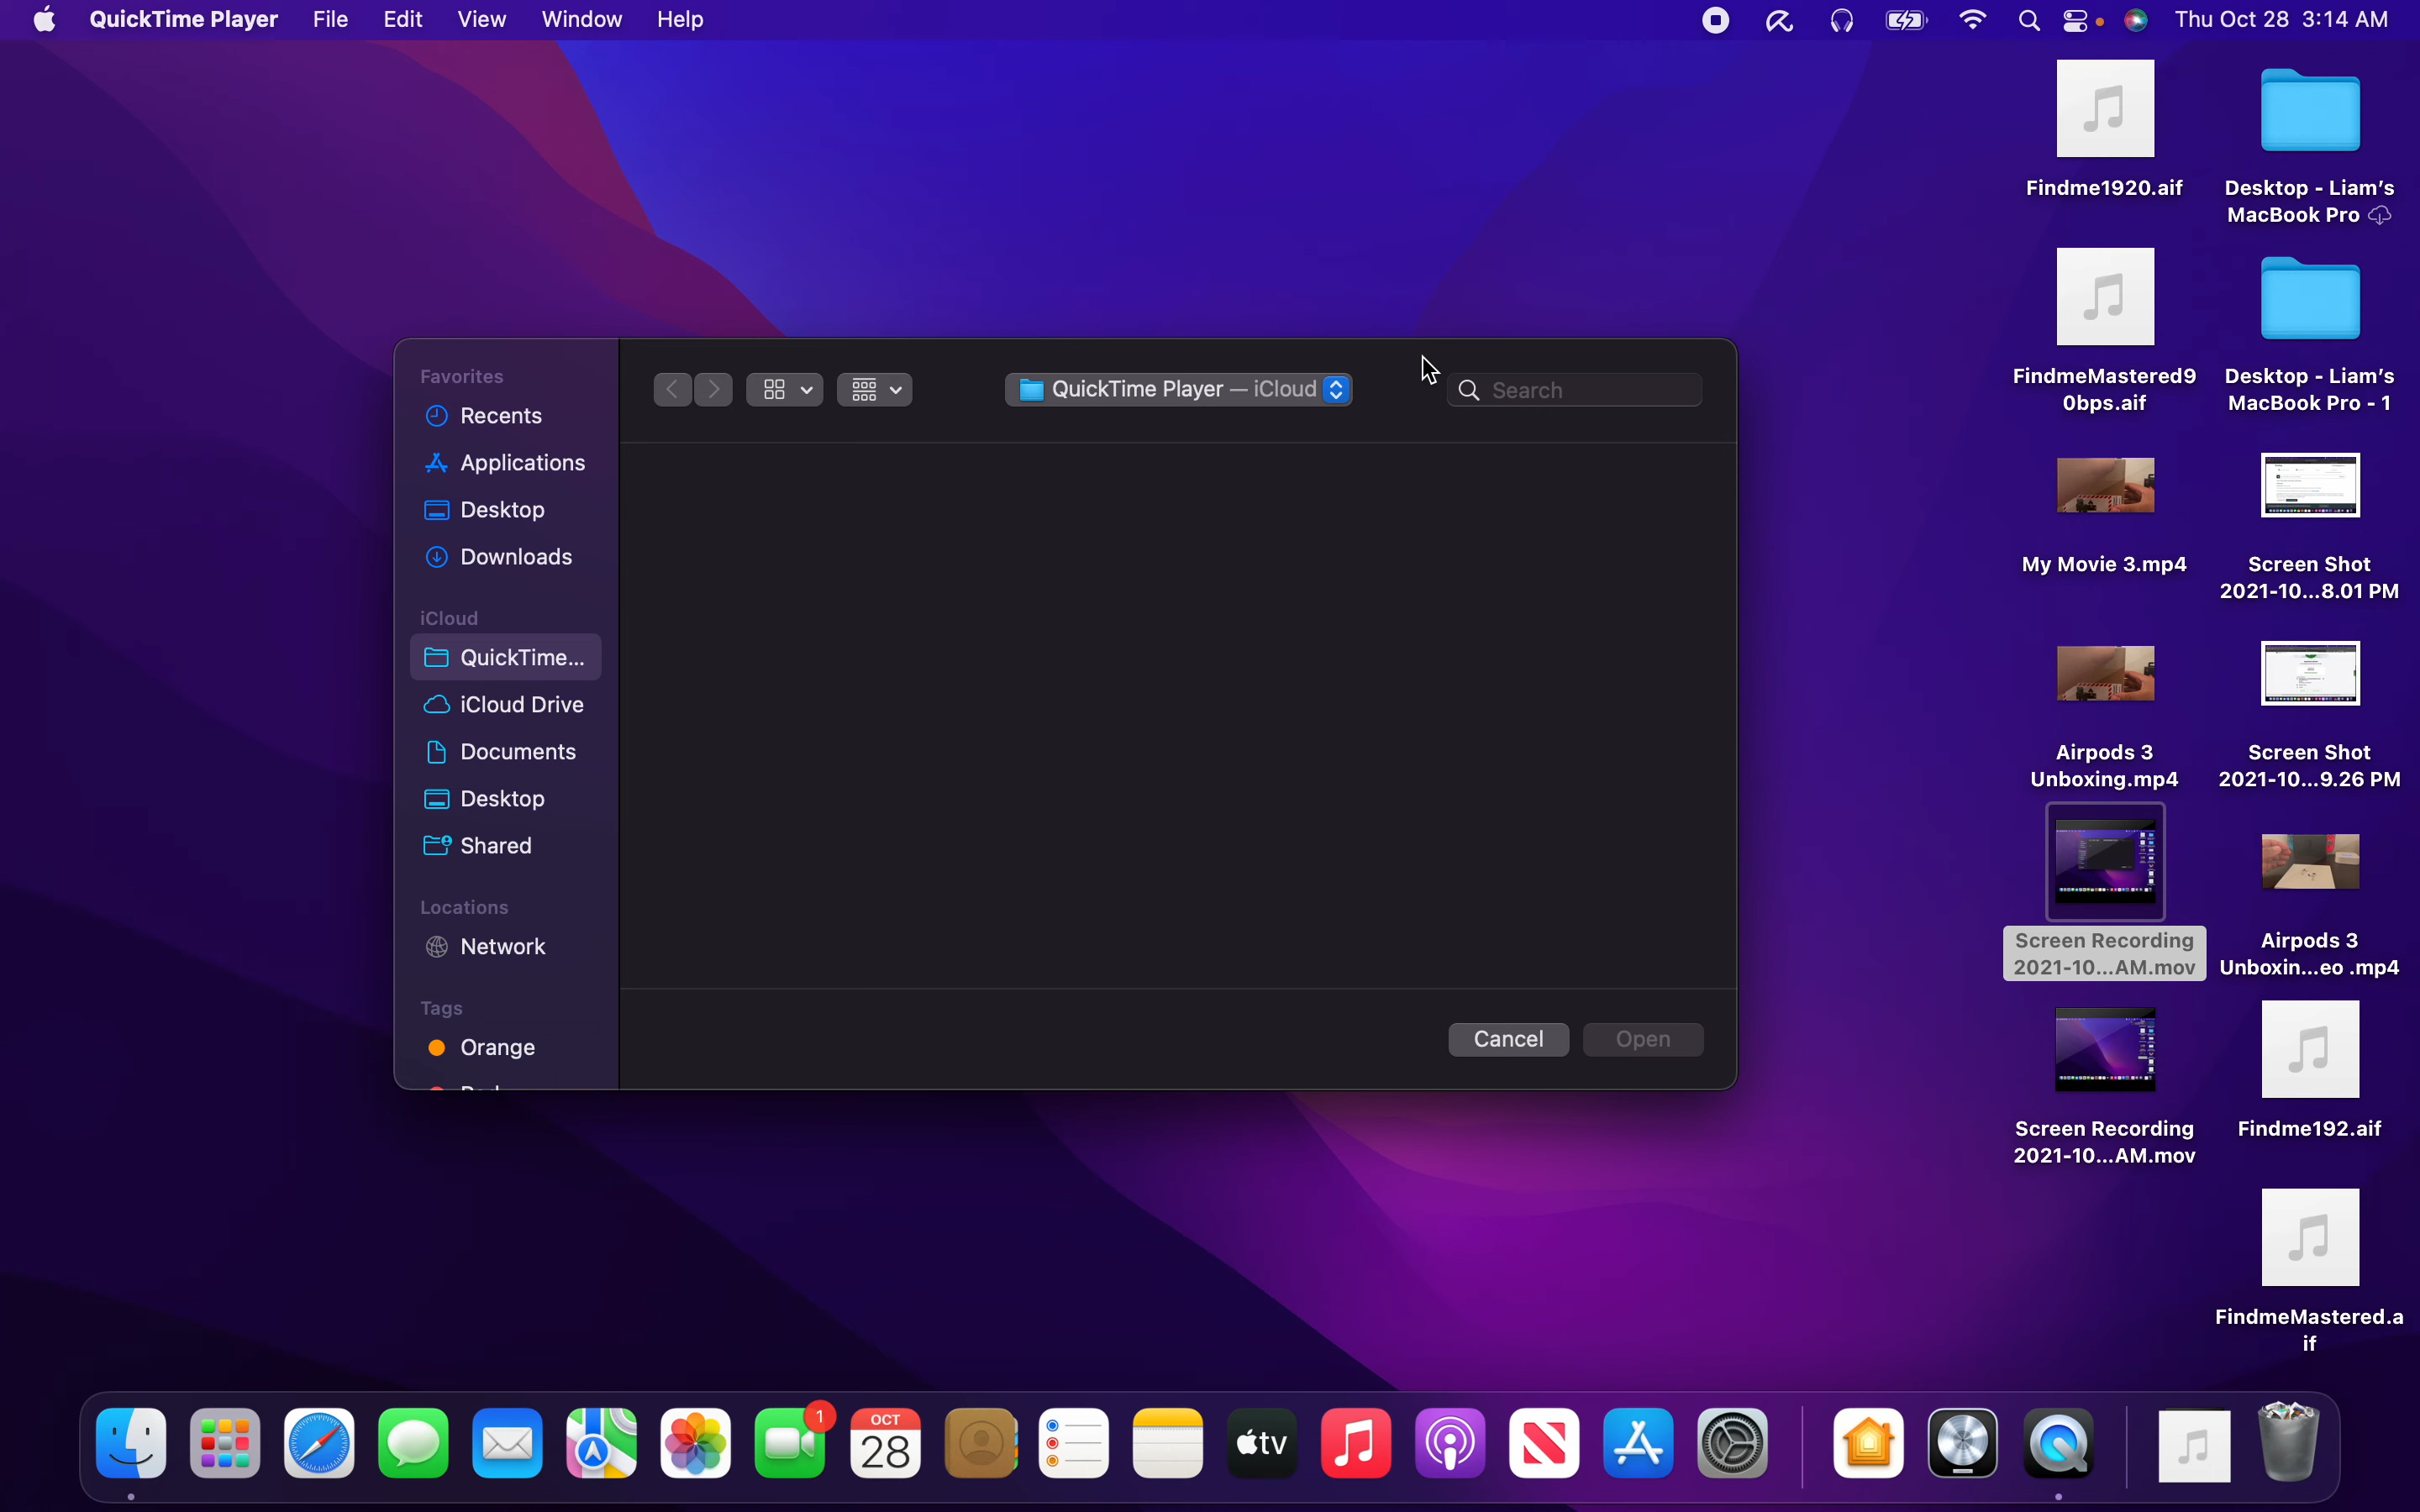 QuickTime Player File Edit View Window Help
Thu Oct 28 3:14 AM
Favorites
Recents
Applications
Desktop
Downloads
iCloud
QuickTime...
iCloud Drive
Documents
Desktop
Shared
Locations
Network
Tags
Orange
QuickTime Player — iCloud
Search
Cancel
Open
Findme1920.aif
Desktop - Liam's
MacBook Pro
FindmeMastered9
0bps.aif
Desktop - Liam's
MacBook Pro - 1
My Movie 3.mp4
Screen Shot
2021-10...8.01 PM
Airpods 3
Unboxing.mp4
Screen Shot
2021-10...9.26 PM
Screen Recording
2021-10...AM.mov
Airpods 3
Unboxin...eo .mp4
Screen Recording
2021-10...AM.mov
Findme192.aif
FindmeMastered.a
if
1
OCT
28
tv